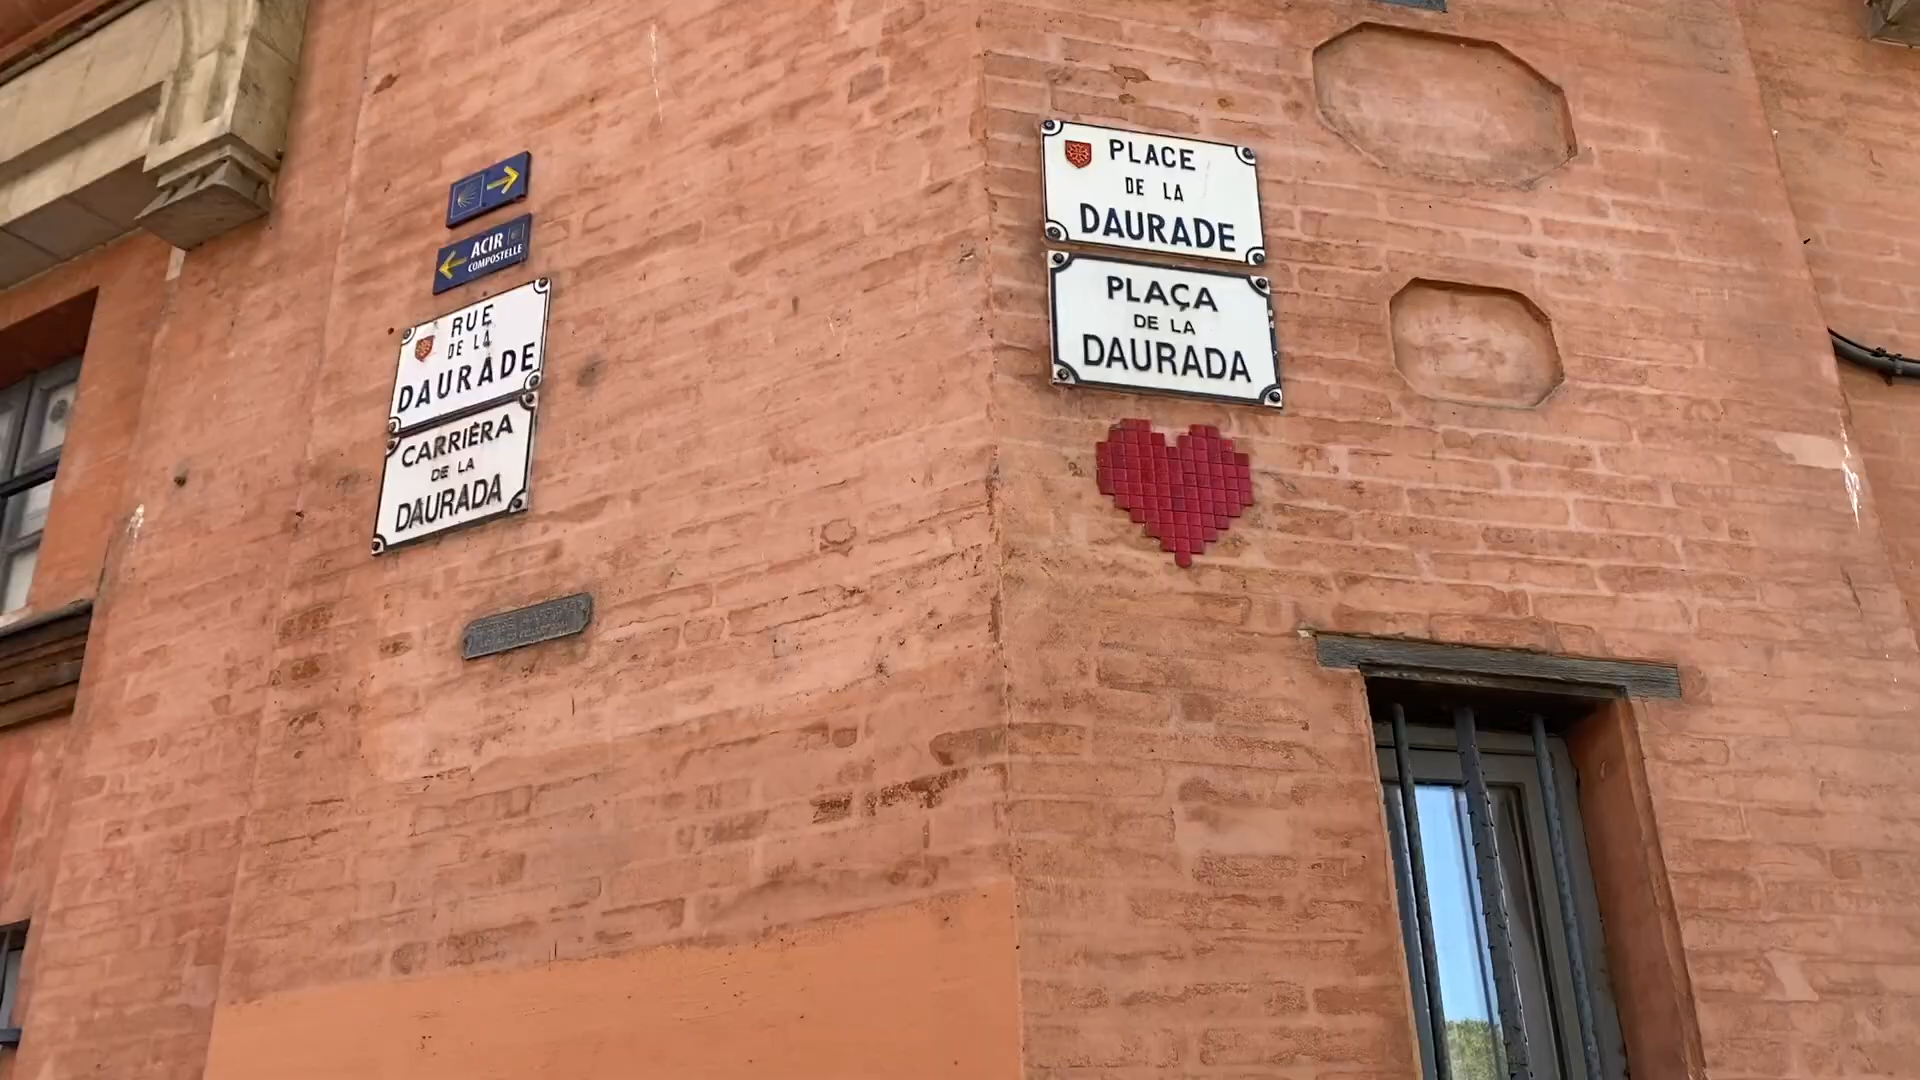 ACIR
COMPOSTELLE
RUE
DE LA
DAURADE
CARRIÈRA
DE LA
DAURADA
PLACE
DE LA
DAURADE
PLAÇA
DE LA
DAURADA